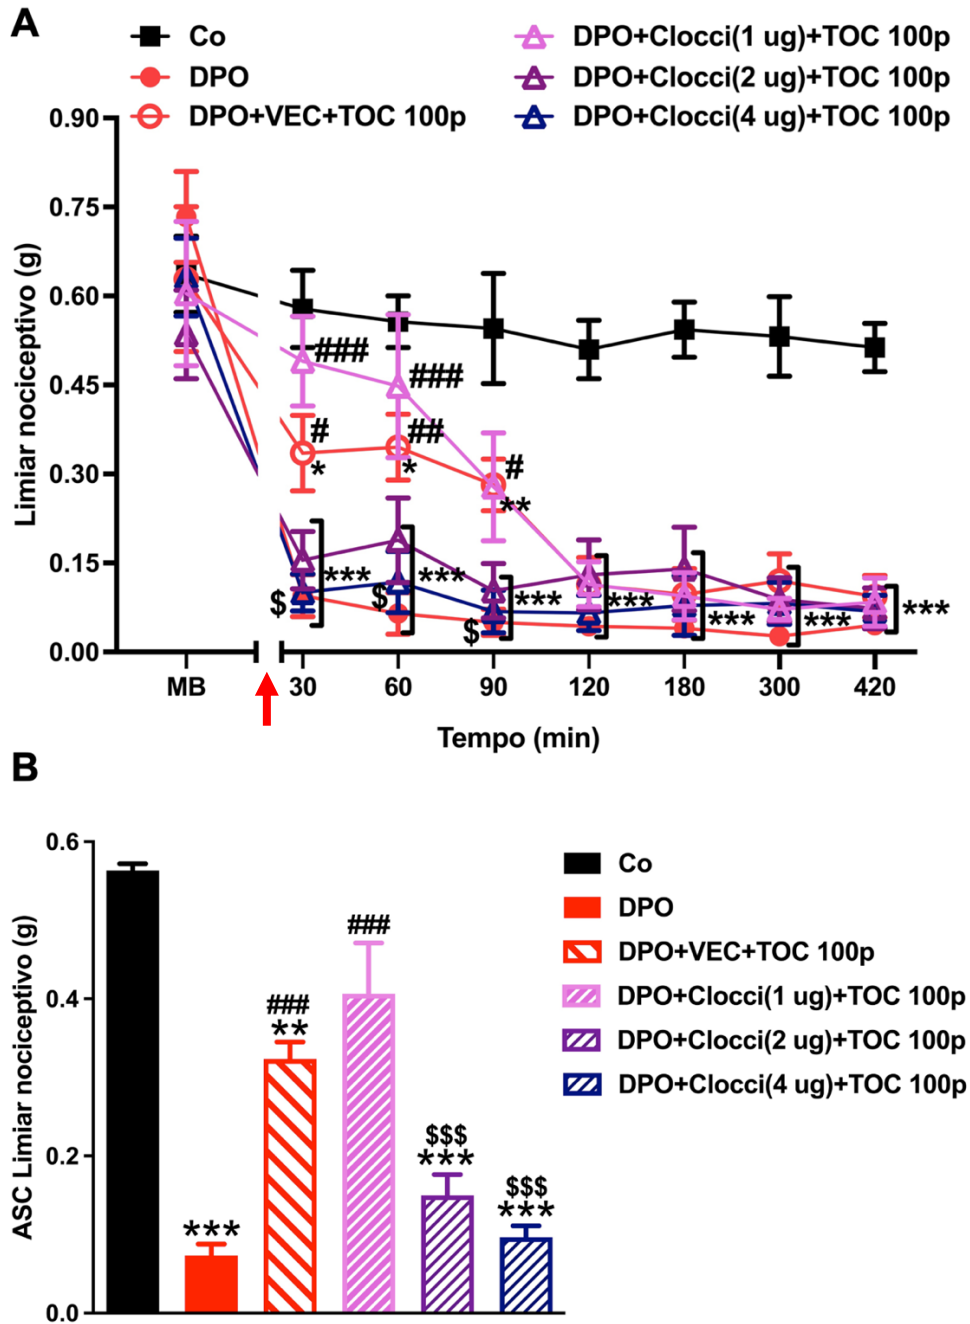 A
Co
DPO
DPO+VEC+TOC 100p
DPO+Clocci(1 ug)+TOC 100p
DPO+Clocci(2 ug)+TOC 100p
DPO+Clocci(4 ug)+TOC 100p
Limiar nociceptivo (g)
0.90
0.75
0.60
0.45
0.30
0.15
0.00
###
###
#
*
##
*
#
**
$
***
$
***
$
***
***
***
***
***
MB
30
60
90
120
180
300
420
Tempo (min)
B
ASC Limiar nociceptivo (g)
0.6
0.4
0.2
0.0
***
###
**
###
$$$
***
$$$
***
Co
DPO
DPO+VEC+TOC 100p
DPO+Clocci(1 ug)+TOC 100p
DPO+Clocci(2 ug)+TOC 100p
DPO+Clocci(4 ug)+TOC 100p